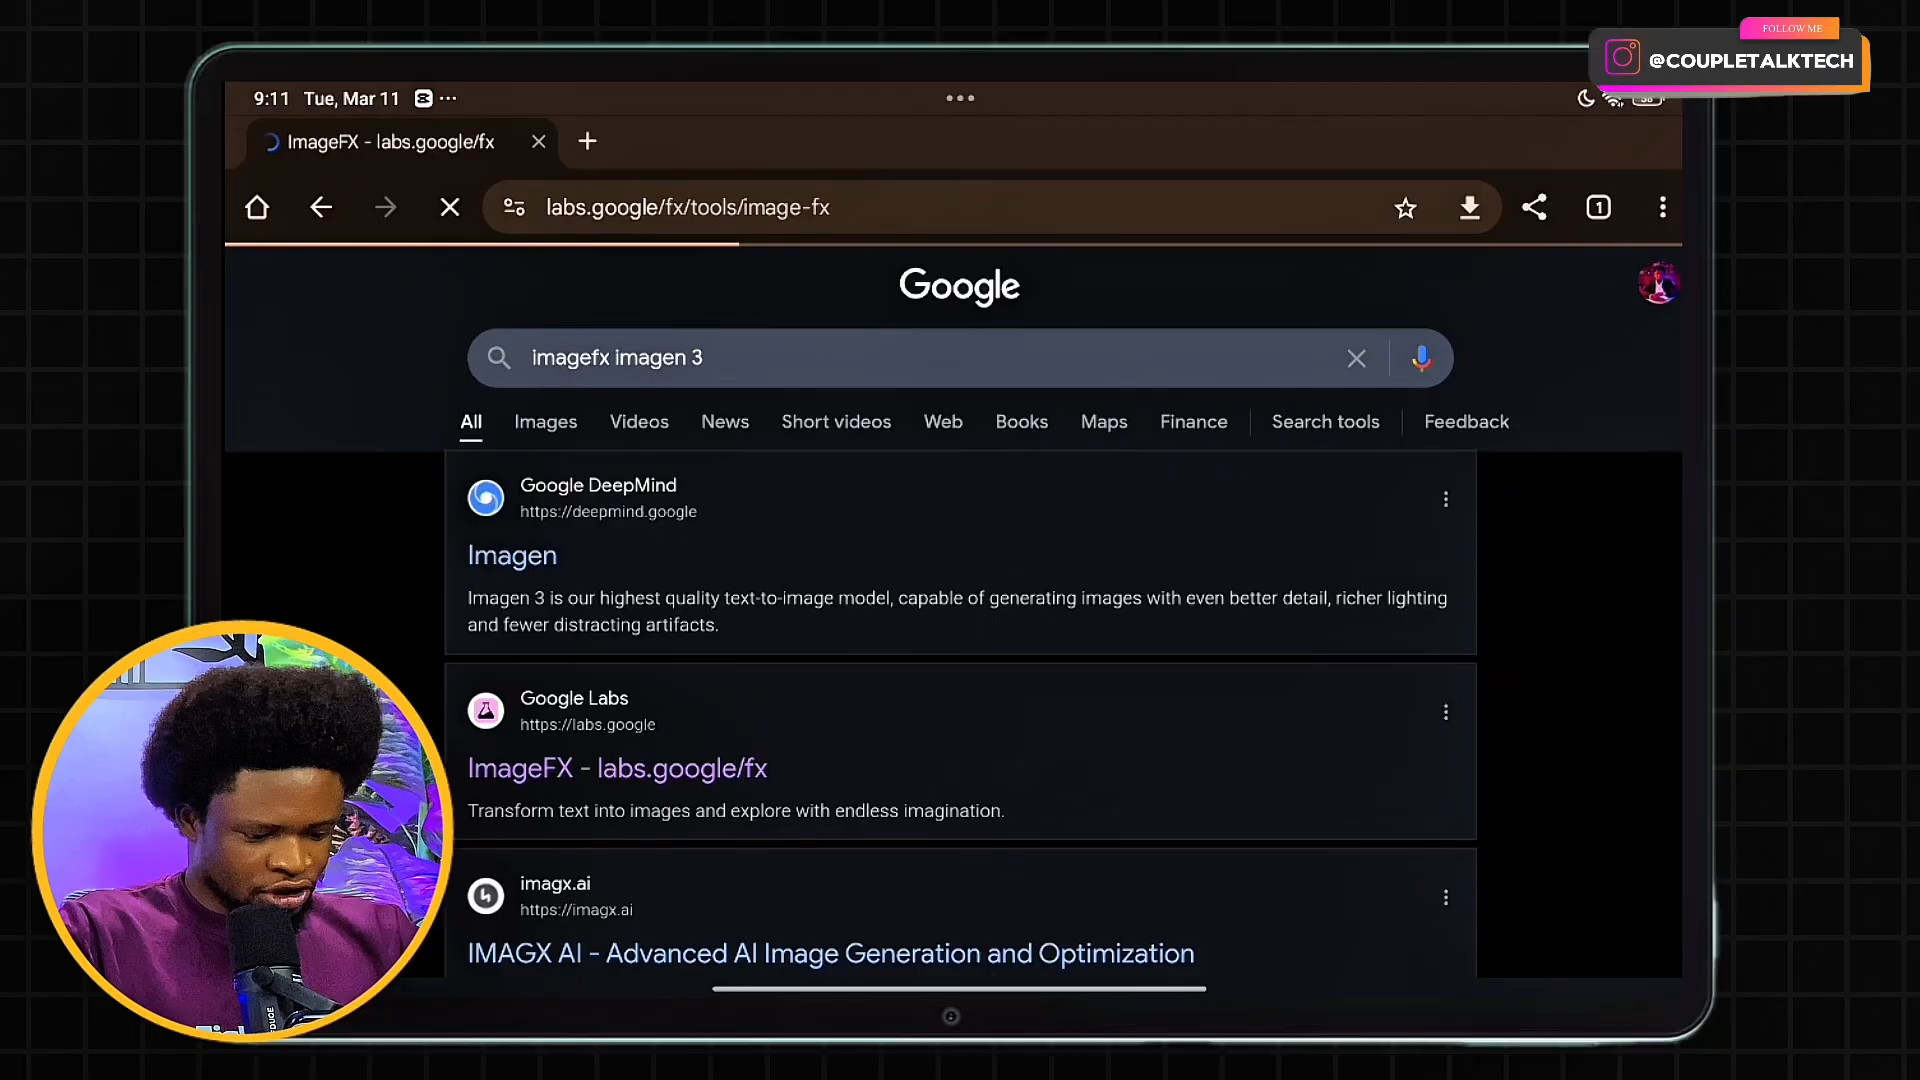 FOLLOW ME
@COUPLETALKTECH
9:11 Tue, Mar 11
ImageFX - labs.google/fx
labs.google/fx/tools/image-fx
1
Google
imagefx imagen 3
All Images Videos News Short videos Web Books Maps Finance Search tools Feedback
Google DeepMind
https://deepmind.google
Imagen
Imagen 3 is our highest quality text-to-image model, capable of generating images with even better detail, richer lighting
and fewer distracting artifacts.
Google Labs
https://labs.google
ImageFX - labs.google/fx
Transform text into images and explore with endless imagination.
imagx.ai
https://imagx.ai
IMAGX AI - Advanced AI Image Generation and Optimization